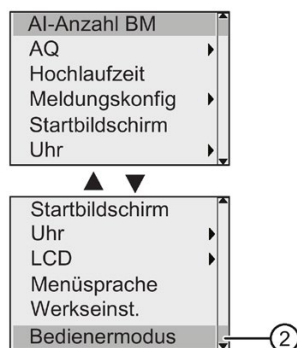 AI-Anzahl BM
AQ
Hochlaufzeit
Meldungskonfig
Startbildschirm
Uhr
Startbildschirm
Uhr
LCD
Menüsprache
Werkseinst.
Bedienermodus
2